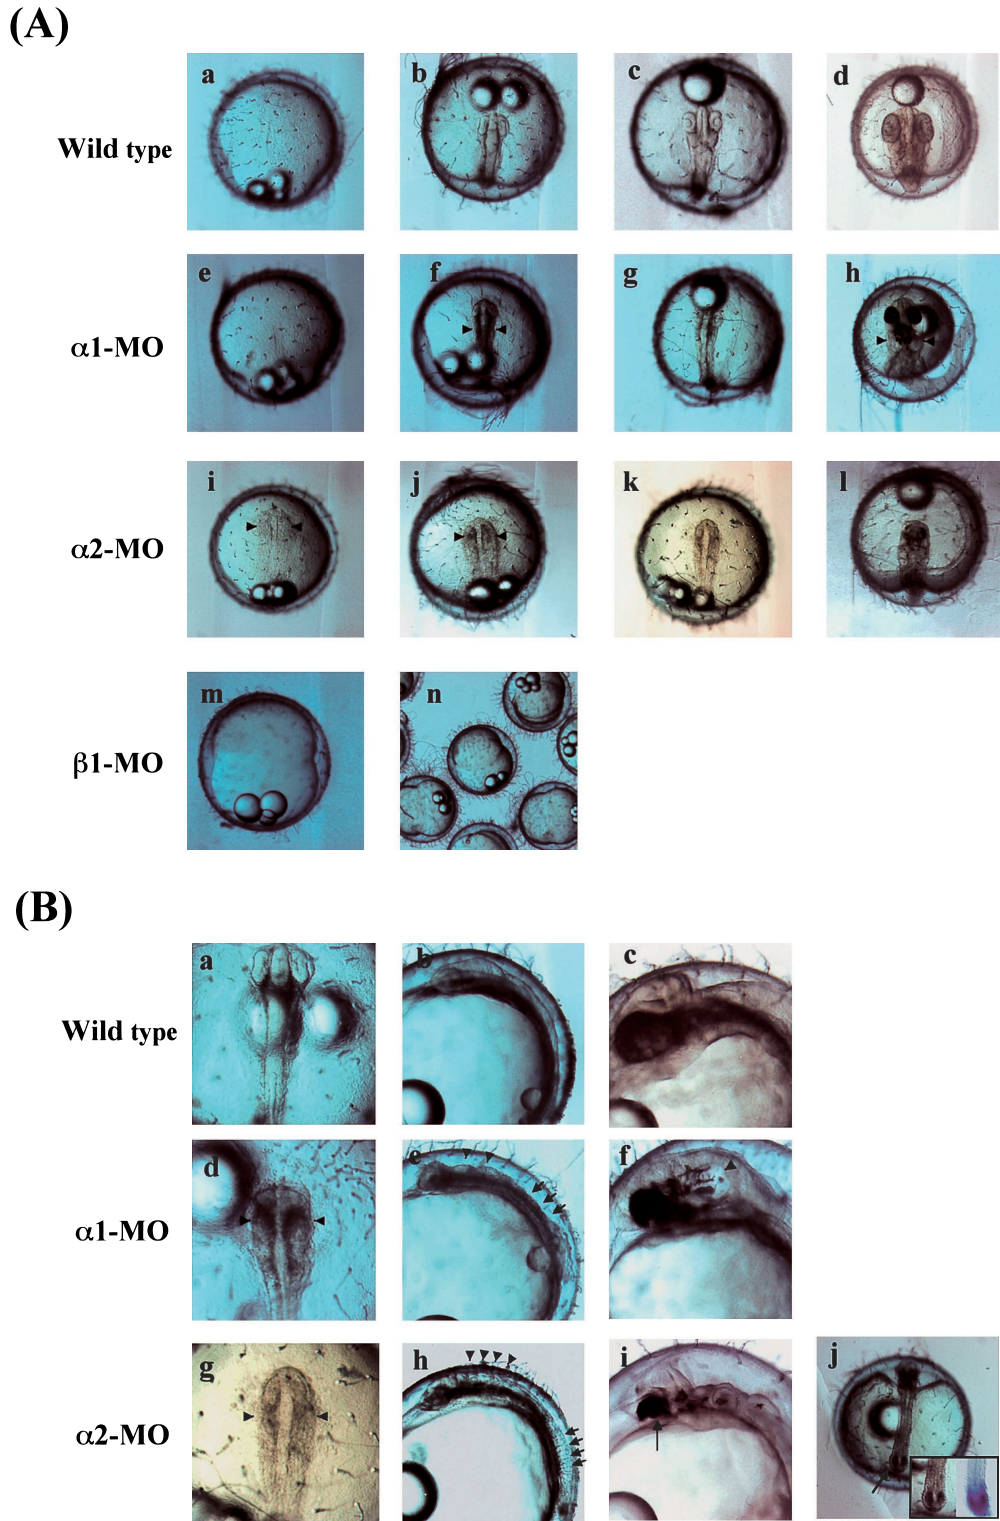 (A)
a b c d
Wild type
e f g h
α1-MO
i j k l
α2-MO
m n
β1-MO
(B)
a b c
Wild type
d e f
α1-MO
g h i j
α2-MO